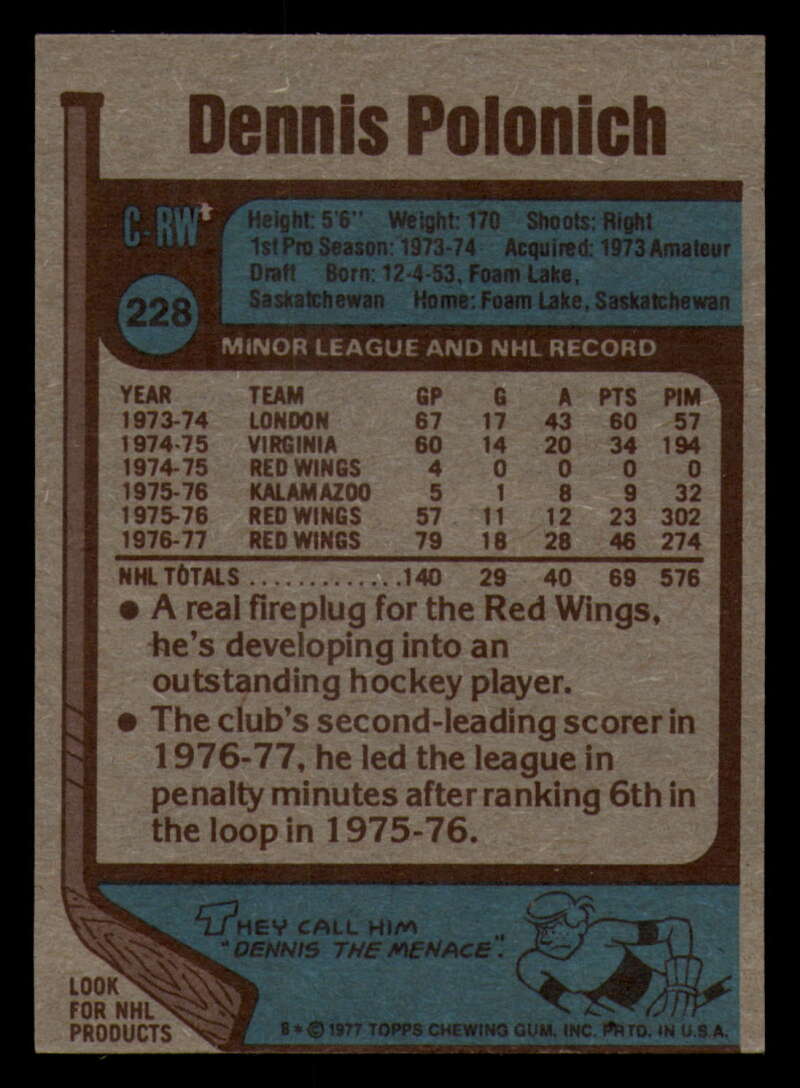 Dennis Polonich
C-RW
Height: 5'6" Weight: 170 Shoots: Right
1st Pro Season: 1973-74 Acquired: 1973 Amateur
Draft Born: 12-4-53, Foam Lake,
Saskatchewan Home: Foam Lake, Saskatchewan
228
MINOR LEAGUE AND NHL RECORD
YEAR TEAM GP G A PTS PIM
1973-74 LONDON 67 17 43 60 57
1974-75 VIRGINIA 60 14 20 34 194
1974-75 RED WINGS 4 0 0 0 0
1975-76 KALAMAZOO 5 1 8 9 32
1975-76 RED WINGS 57 11 12 23 302
1976-77 RED WINGS 79 18 28 46 274
NHL TOTALS ..............140 29 40 69 576
• A real fireplug for the Red Wings,
he's developing into an
outstanding hockey player.
• The club's second-leading scorer in
1976-77, he led the league in
penalty minutes after ranking 6th in
the loop in 1975-76.
THEY CALL HIM
"DENNIS THE MENACE".
LOOK
FOR NHL
PRODUCTS
B* © 1977 TOPPS CHEWING GUM, INC. PRTD. IN U.S.A.